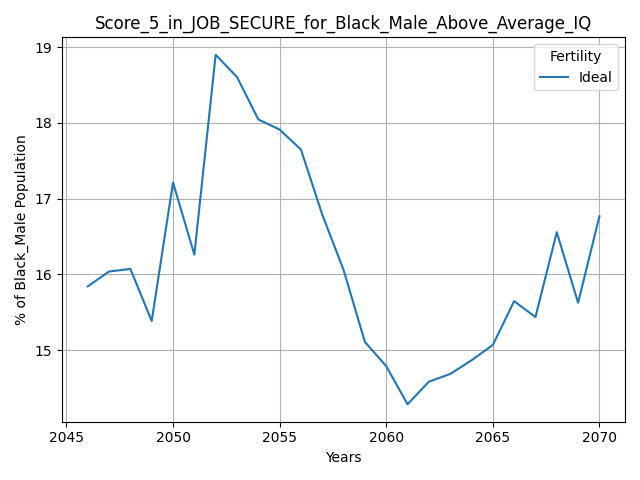 Score_5_in_JOB_SECURE_for_Black_Male_Above_Average_IQ
% of Black_Male Population
19
18
17
16
15
Fertility
Ideal
2045 2050 2055 2060 2065 2070
Years